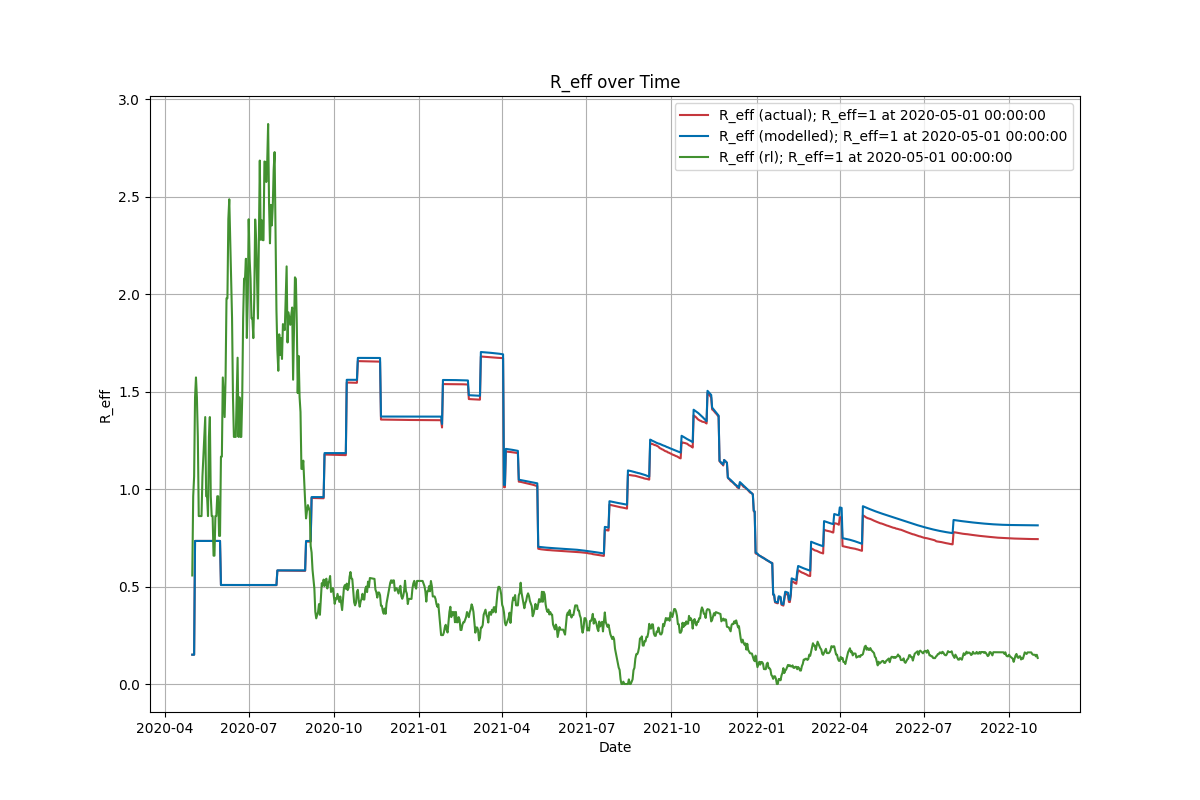 R_eff over Time
R_eff (actual); R_eff=1 at 2020-05-01 00:00:00
R_eff (modelled); R_eff=1 at 2020-05-01 00:00:00
R_eff (rl); R_eff=1 at 2020-05-01 00:00:00
3.0
2.5
2.0
1.5
1.0
0.5
0.0
R_eff
2020-04 2020-07 2020-10 2021-01 2021-04 2021-07 2021-10 2022-01 2022-04 2022-07 2022-10
Date